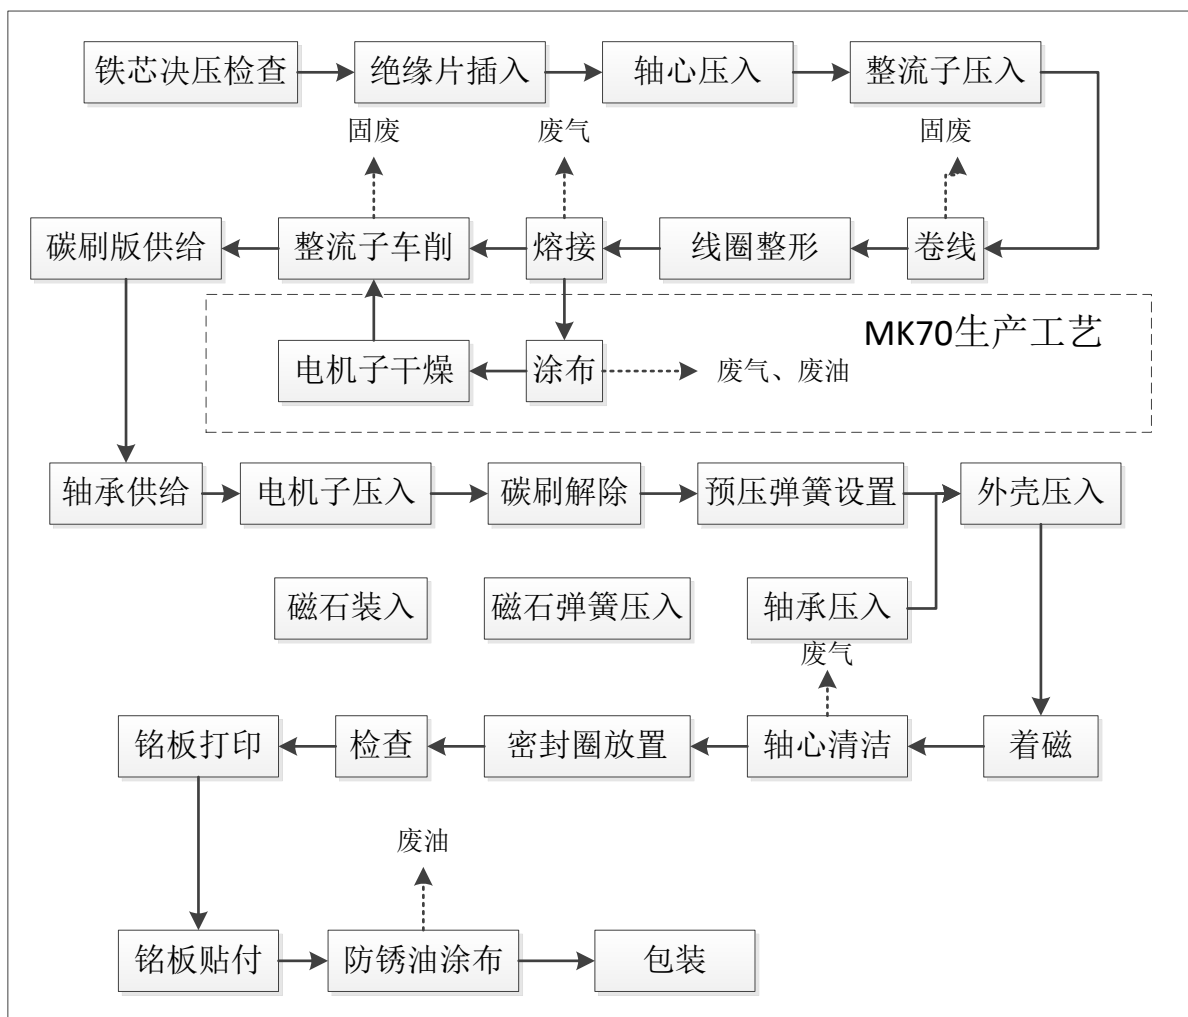 铁芯决压检查
绝缘片插入
轴心压入
整流子压入
固废
废气
固废
碳刷版供给
整流子车削
熔接
线圈整形
卷线
MK70生产工艺
电机子干燥
涂布
废气、废油
轴承供给
电机子压入
碳刷解除
预压弹簧设置
外壳压入
磁石装入
磁石弹簧压入
轴承压入
废气
铭板打印
检查
密封圈放置
轴心清洁
着磁
废油
铭板贴付
防锈油涂布
包装